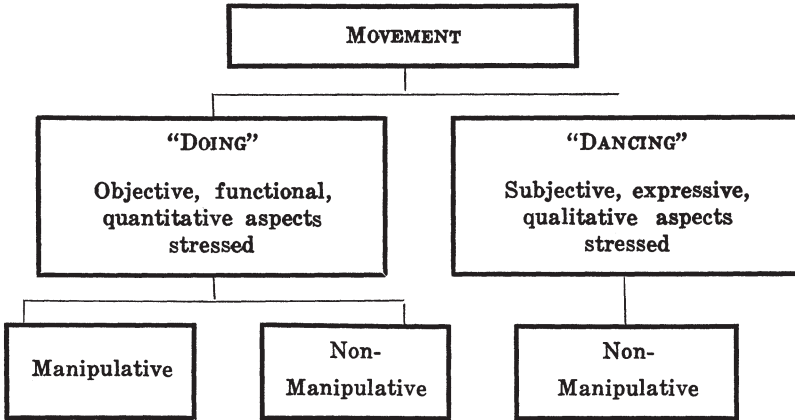 MOVEMENT
“DOING”
Objective, functional,
quantitative aspects
stressed
“DANCING”
Subjective, expressive,
qualitative aspects
stressed
Manipulative
Non-
Manipulative
Non-
Manipulative